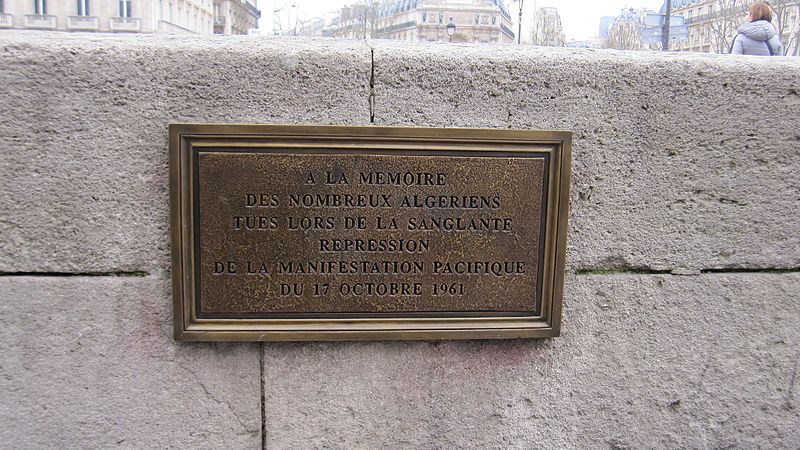 A LA MEMOIRE
DES NOMBREUX ALGERIENS
TUES LORS DE LA SANGLANTE
REPRESSION
DE LA MANIFESTATION PACIFIQUE
DU 17 OCTOBRE 1961